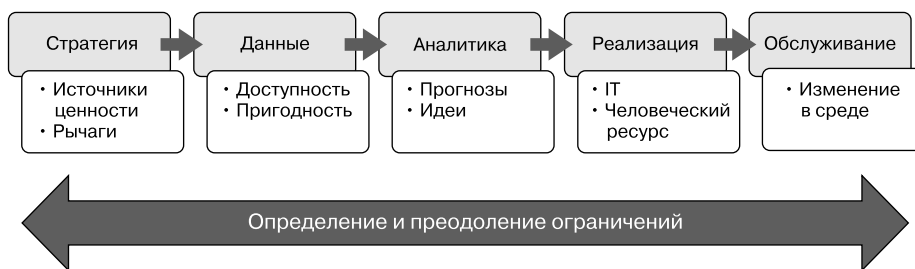 Стратегия
Данные
Аналитика
Реализация
Обслуживание
• Источники
ценности
• Рычаги
• Доступность
• Пригодность
• Прогнозы
• Идеи
• IT
• Человеческий
ресурс
• Изменение
в среде
Определение и преодоление ограничений